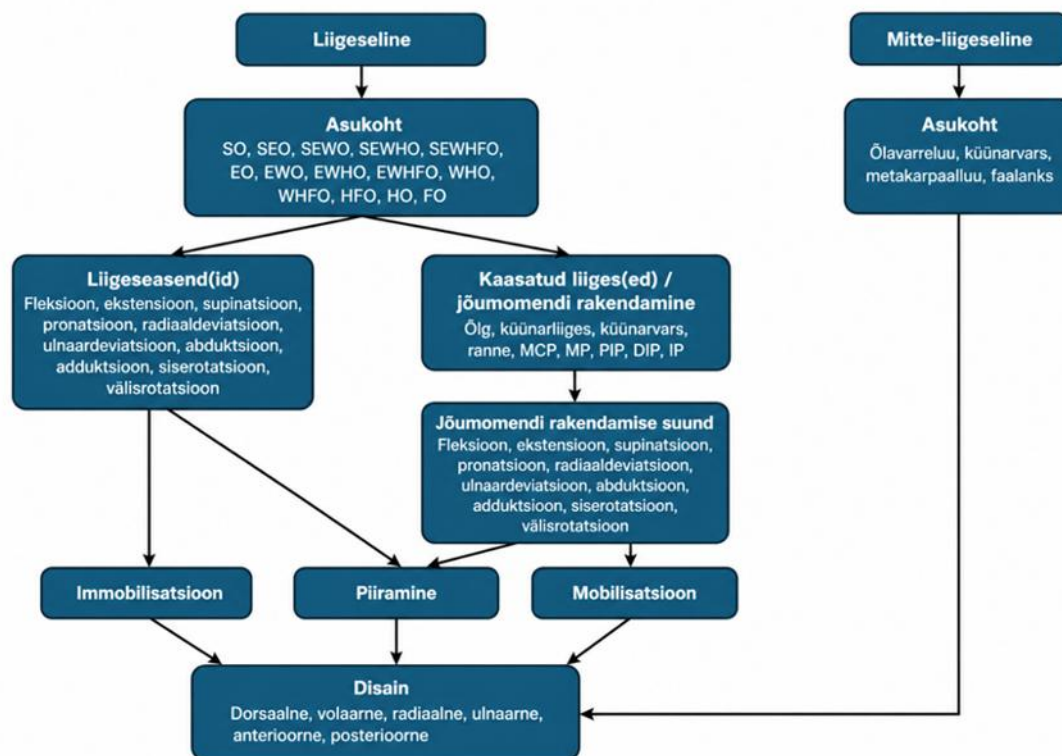 Liigeseline
Mitte-liigeseline
Asukoht
SO, SEO, SEWO, SEWHO, SEWHFO,
EO, EWO, EWHO, EWHFO, WHO,
WHFO, HFO, HO, FO
Asukoht
Õlavarreluu, küünarvars,
metakarpaalluu, faalanks
Liigeseasend(id)
Fleksioon, ekstensioon, supinatsioon,
pronatsioon, radiaaldeviatsioon,
ulnaardeviatsioon, abduktsioon,
adduktsioon, siserotatsioon,
välisrotatsioon
Kaasatud liiges(ed) /
jõumomendi rakendamine
Õlg, küünarliiges, küünarvars,
ranne, MCP, MP, PIP, DIP, IP
Jõumomendi rakendamise suund
Fleksioon, ekstensioon, supinatsioon,
pronatsioon, radiaaldeviatsioon,
ulnaardeviatsioon, abduktsioon,
adduktsioon, siserotatsioon,
välisrotatsioon
Immobilisatsioon
Piiramine
Mobilisatsioon
Disain
Dorsaalne, volaarne, radiaalne, ulnaarne,
anterioorne, posterioorne